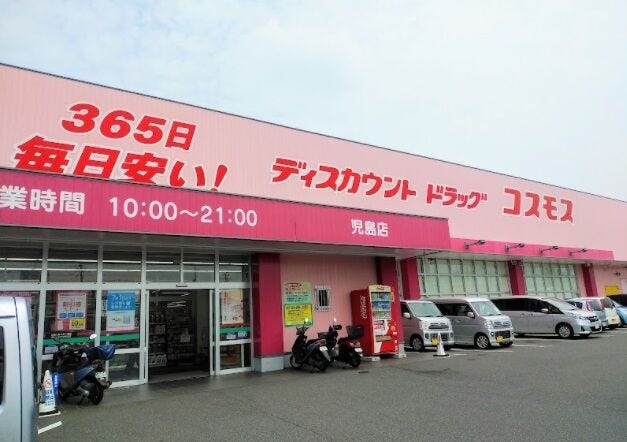 365日
毎日安い!
ディスカウント ドラッグ コスモス
業時間 10:00～21:00
児島店